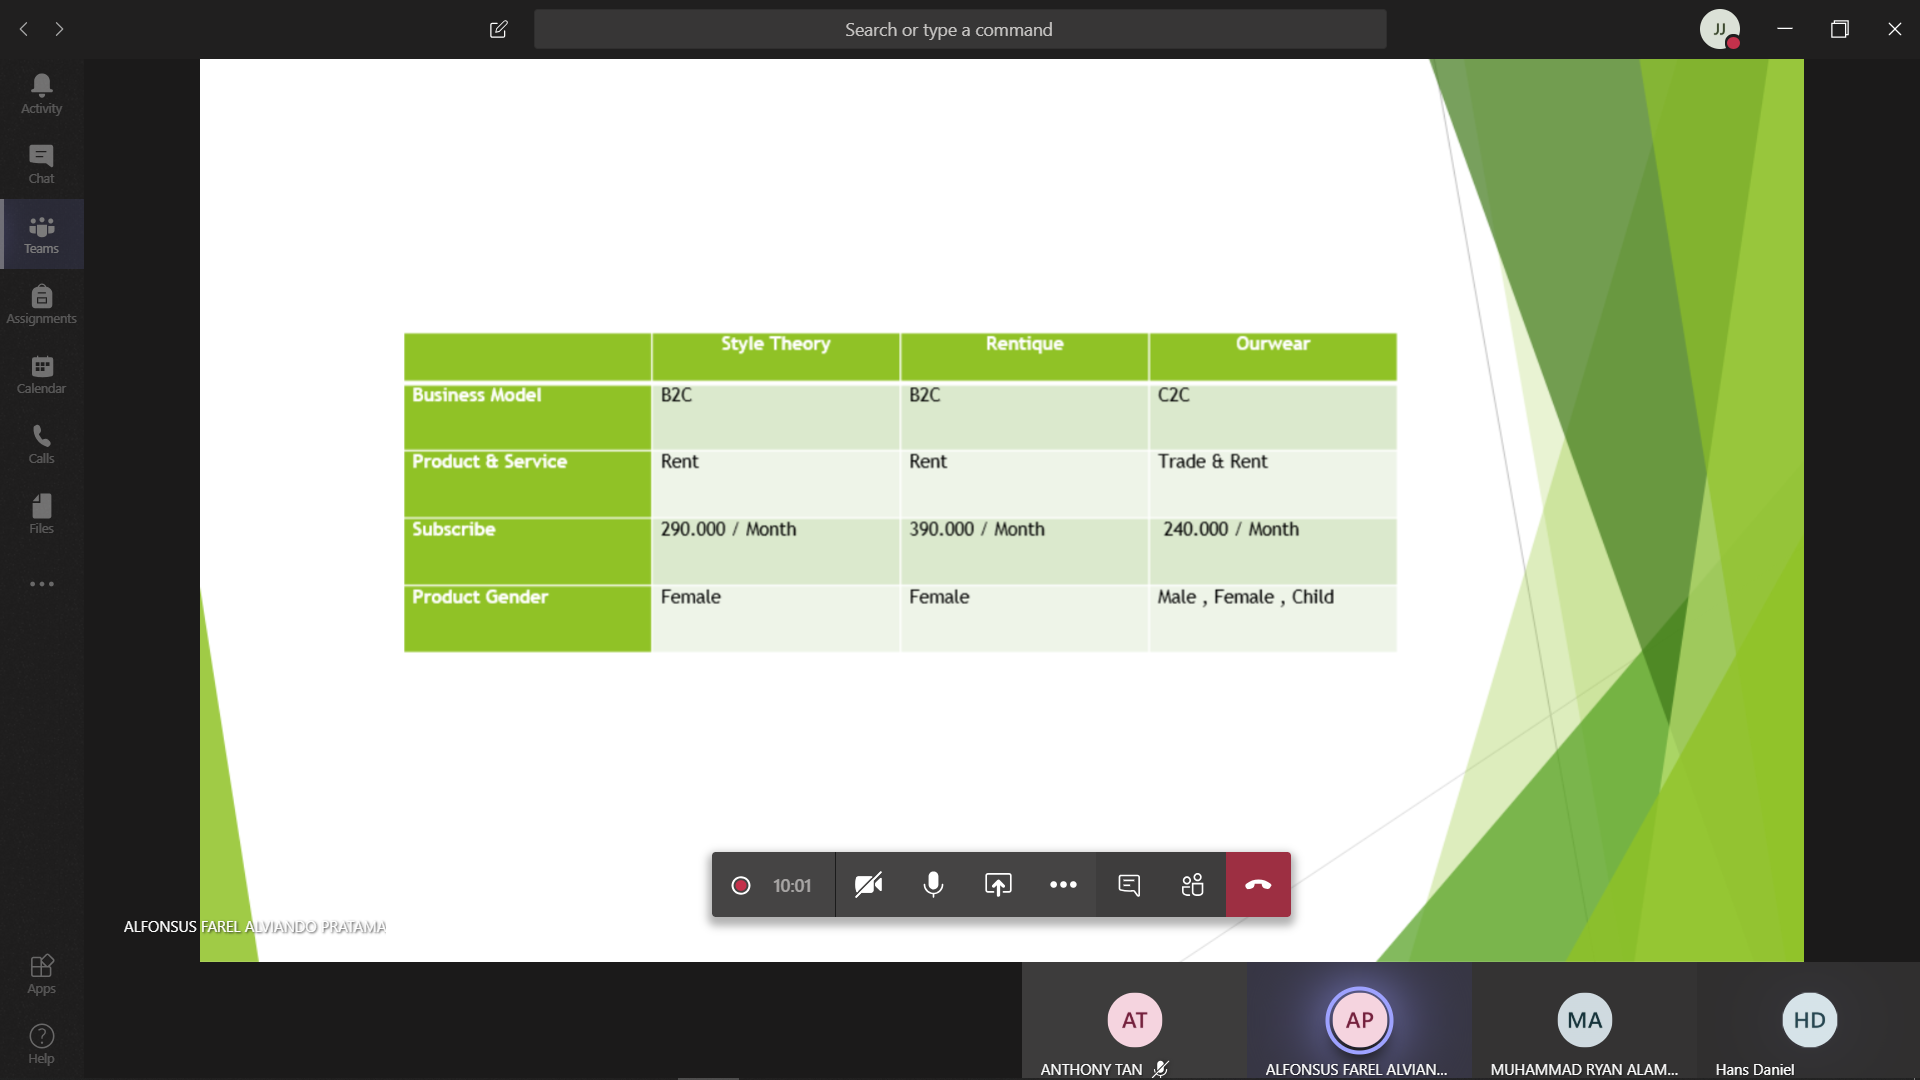 Search or type a command
JJ
Activity
Chat
Teams
Assignments
Calendar
Calls
Files
Apps
Help
Style Theory Rentique Ourwear
Business Model B2C B2C C2C
Product & Service Rent Rent Trade & Rent
Subscribe 290.000 / Month 390.000 / Month 240.000 / Month
Product Gender Female Female Male , Female , Child
10:01
ALFONSUS FAREL ALVIANDO PRATAMA
AT AP MA HD
ANTHONY TAN ALFONSUS FAREL ALVIAN... MUHAMMAD RYAN ALAM... Hans Daniel